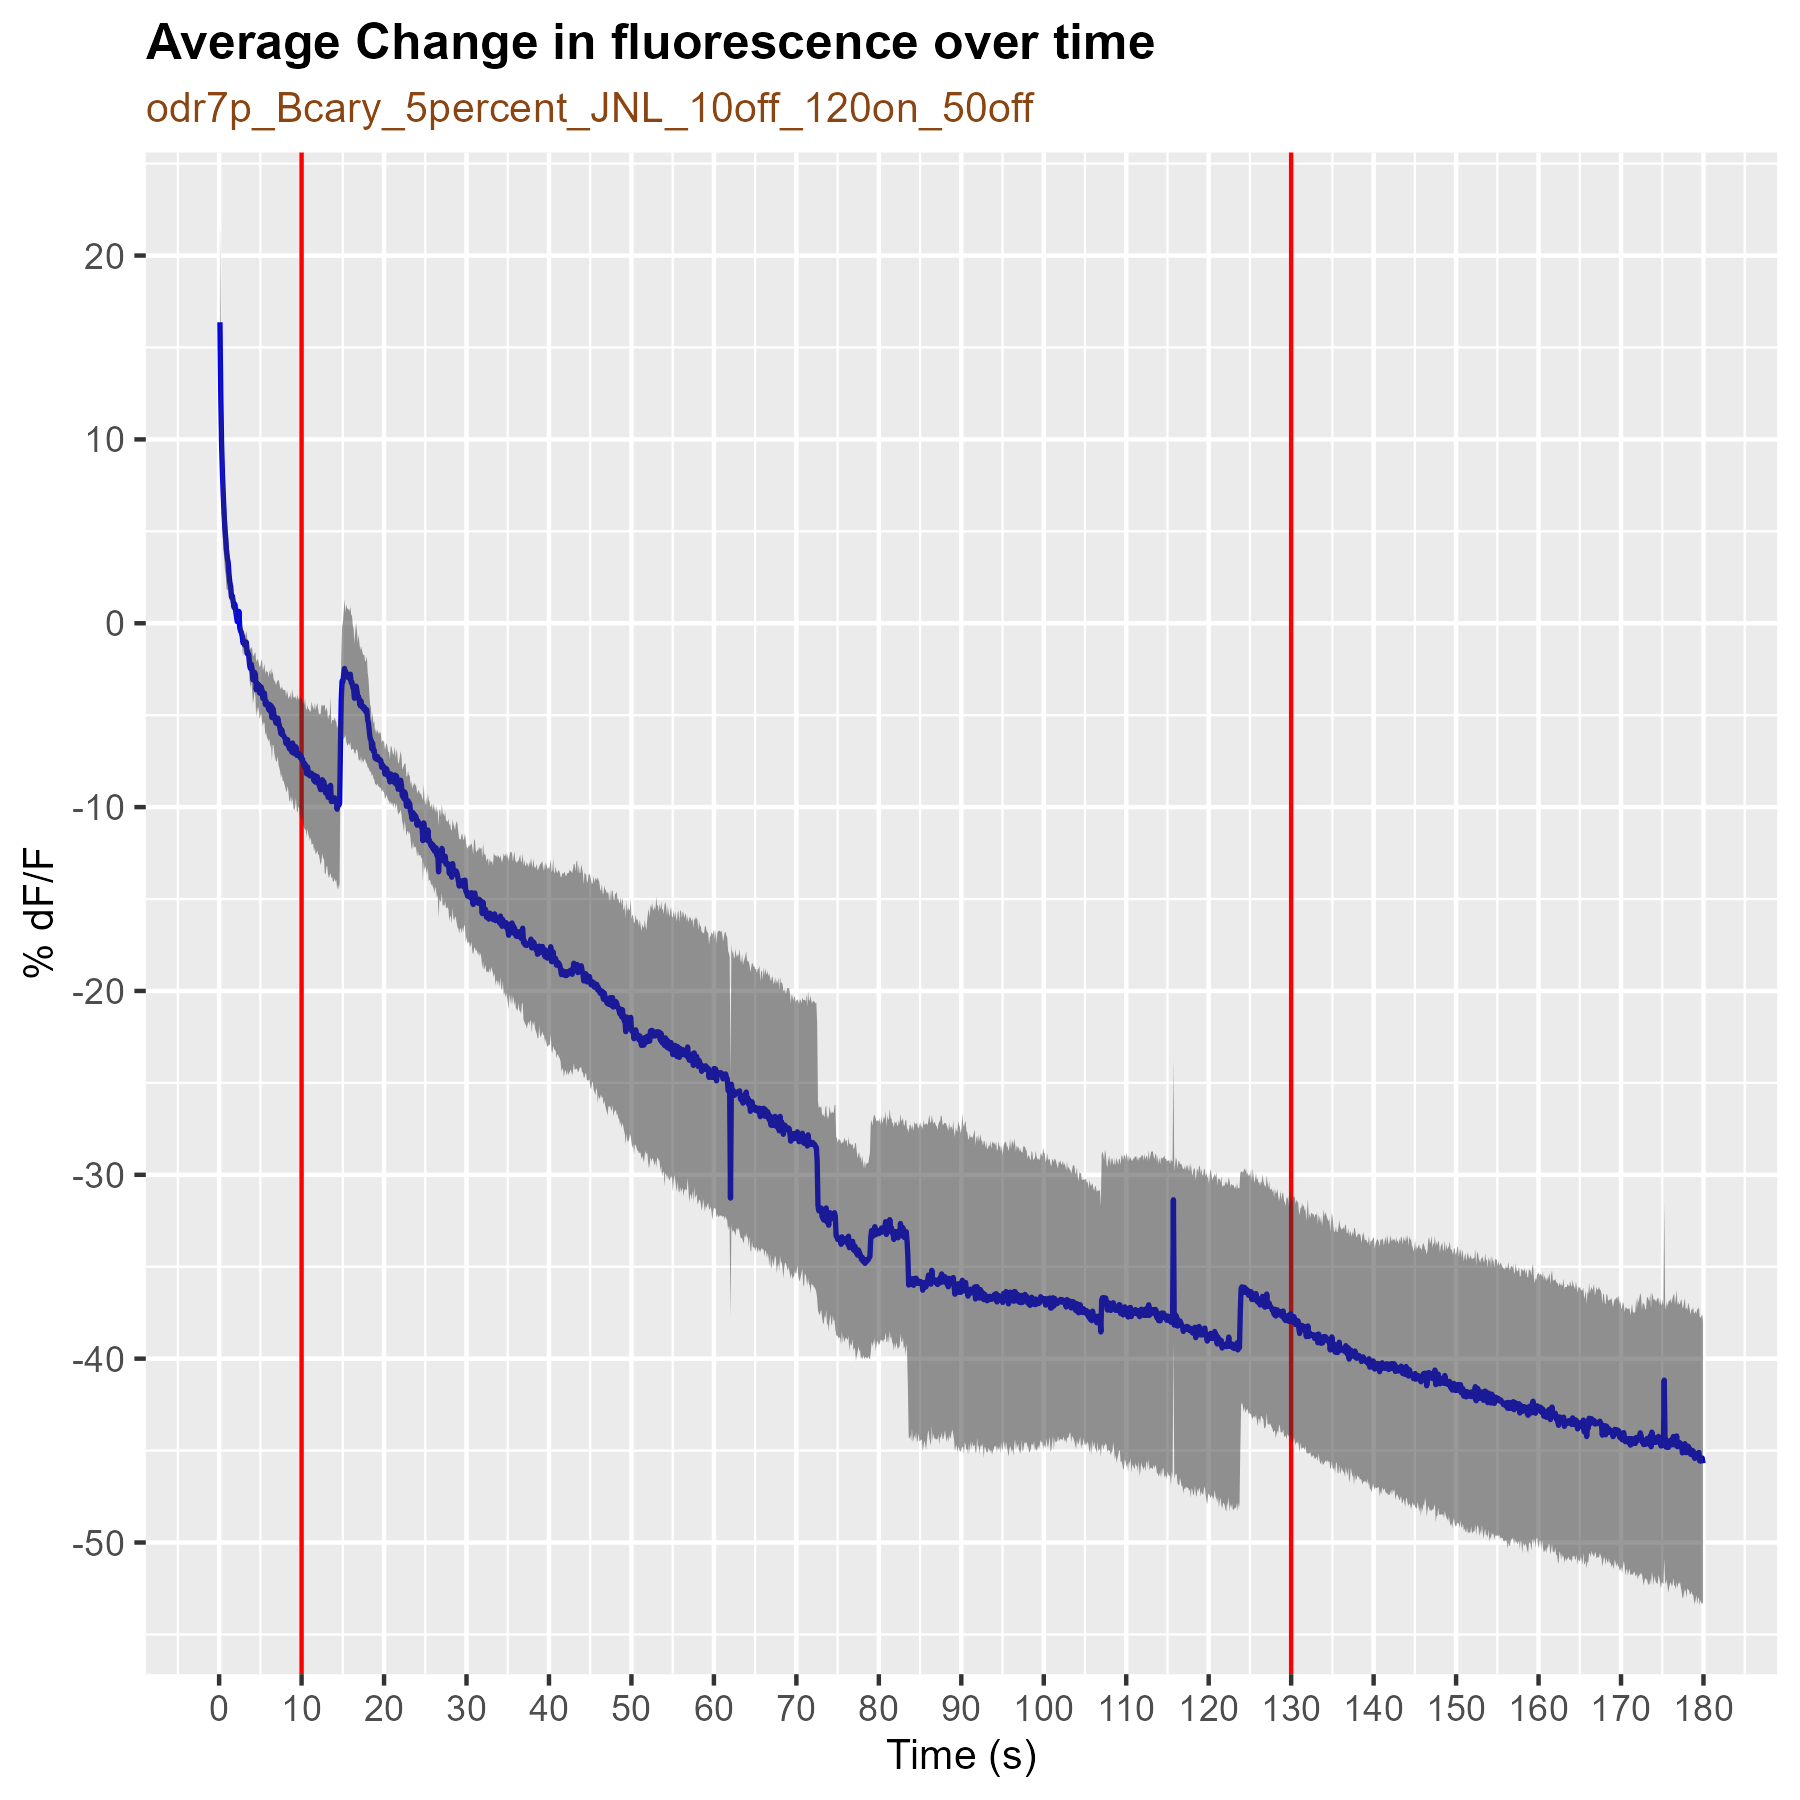 Average Change in fluorescence over time
odr7p_Bcary_5percent_JNL_10off_120on_50off
20
10
0
-10
-20
-30
-40
-50
% dF/F
0 10 20 30 40 50 60 70 80 90 100 110 120 130 140 150 160 170 180
Time (s)